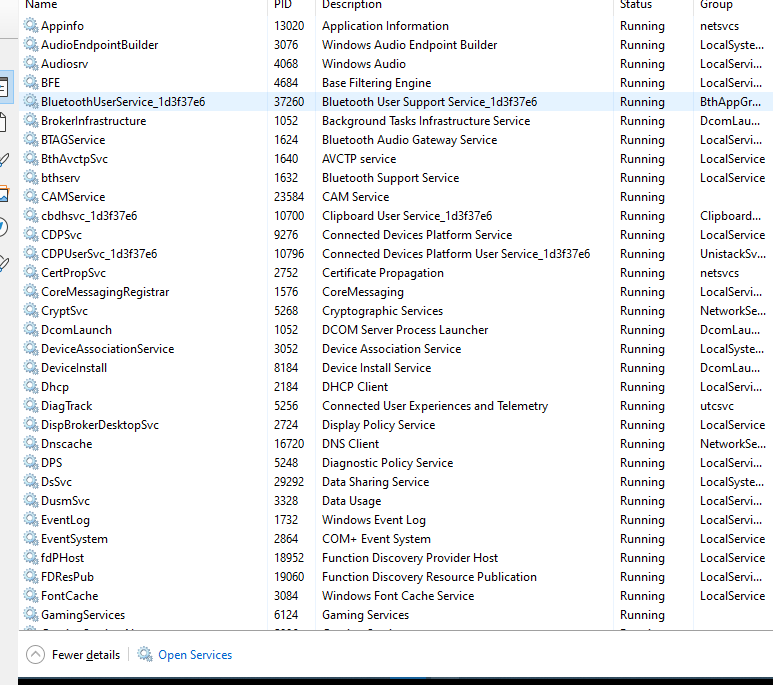 Name PID Description Status Group
Appinfo 13020 Application Information Running netsvcs
AudioEndpointBuilder 3076 Windows Audio Endpoint Builder Running LocalSyste...
Audiosrv 4068 Windows Audio Running LocalServi...
BFE 4684 Base Filtering Engine Running LocalServi...
BluetoothUserService_1d3f37e6 37260 Bluetooth User Support Service_1d3f37e6 Running BthAppGr...
BrokerInfrastructure 1052 Background Tasks Infrastructure Service Running DcomLau...
BTAGService 1624 Bluetooth Audio Gateway Service Running LocalServi...
BthAvctpSvc 1640 AVCTP service Running LocalService
bthserv 1632 Bluetooth Support Service Running LocalService
CAMService 23584 CAM Service Running
cbdhsvc_1d3f37e6 10700 Clipboard User Service_1d3f37e6 Running Clipboard...
CDPSvc 9276 Connected Devices Platform Service Running LocalService
CDPUserSvc_1d3f37e6 10796 Connected Devices Platform User Service_1d3f37e6 Running UnistackSv...
CertPropSvc 2752 Certificate Propagation Running netsvcs
CoreMessagingRegistrar 1576 CoreMessaging Running LocalServi...
CryptSvc 5268 Cryptographic Services Running NetworkSe...
DcomLaunch 1052 DCOM Server Process Launcher Running DcomLau...
DeviceAssociationService 3052 Device Association Service Running LocalSyste...
DeviceInstall 8184 Device Install Service Running DcomLau...
Dhcp 2184 DHCP Client Running LocalServi...
DiagTrack 5256 Connected User Experiences and Telemetry Running utcsvc
DispBrokerDesktopSvc 2724 Display Policy Service Running LocalService
Dnscache 16720 DNS Client Running NetworkSe...
DPS 5248 Diagnostic Policy Service Running LocalServi...
DsSvc 29292 Data Sharing Service Running LocalSyste...
DusmSvc 3328 Data Usage Running LocalServi...
EventLog 1732 Windows Event Log Running LocalServi...
EventSystem 2864 COM+ Event System Running LocalService
fdPHost 18952 Function Discovery Provider Host Running LocalService
FDResPub 19060 Function Discovery Resource Publication Running LocalServi...
FontCache 3084 Windows Font Cache Service Running LocalService
GamingServices 6124 Gaming Services Running
Fewer details Open Services